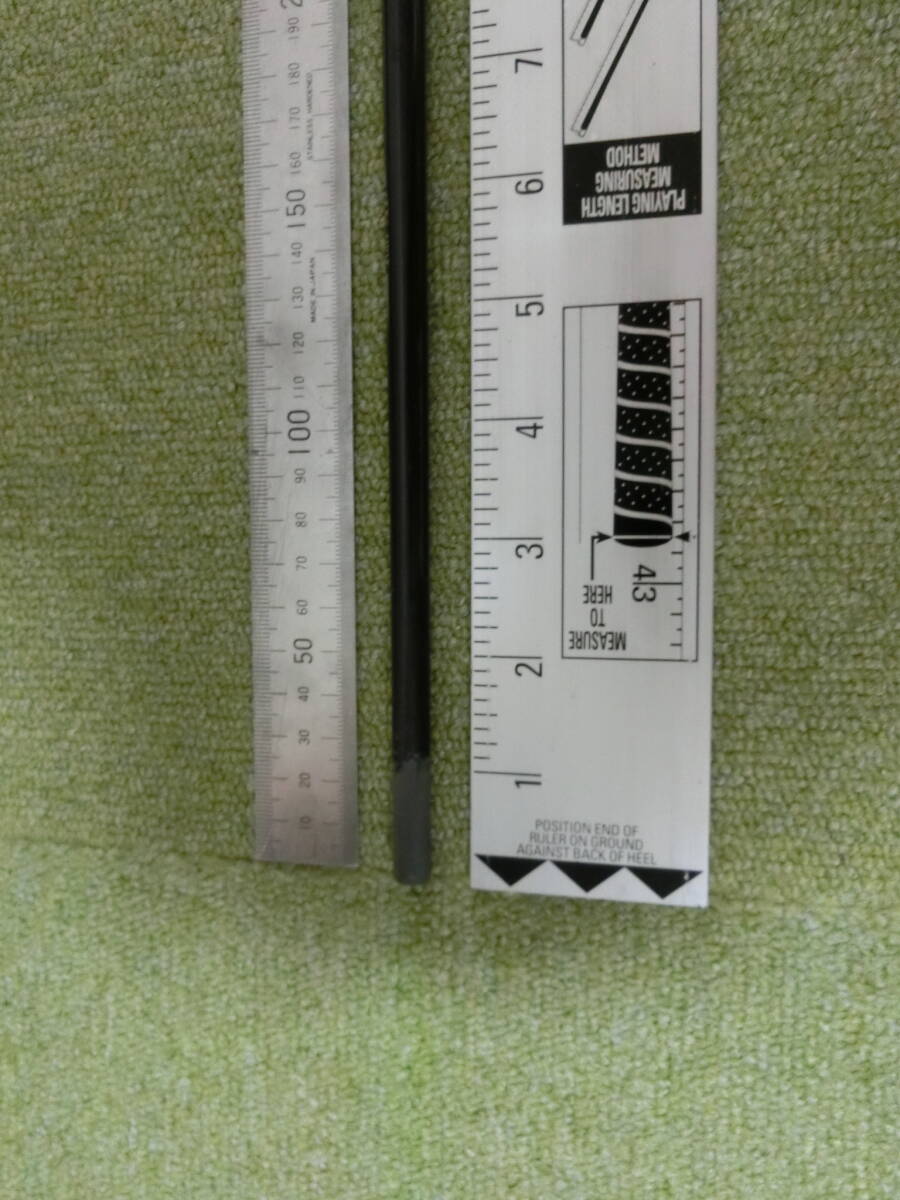 190
180
170
160
150
140
130
120
110
100
90
80
70
60
50
40
30
20
10
STAINLESS HARDENED
MADE IN JAPAN
7
6
5
4
3
2
1
PLAYING LENGTH
MEASURING
METHOD
MEASURE
TO
HERE
43
POSITION END OF
RULER ON GROUND
AGAINST BACK OF HEEL